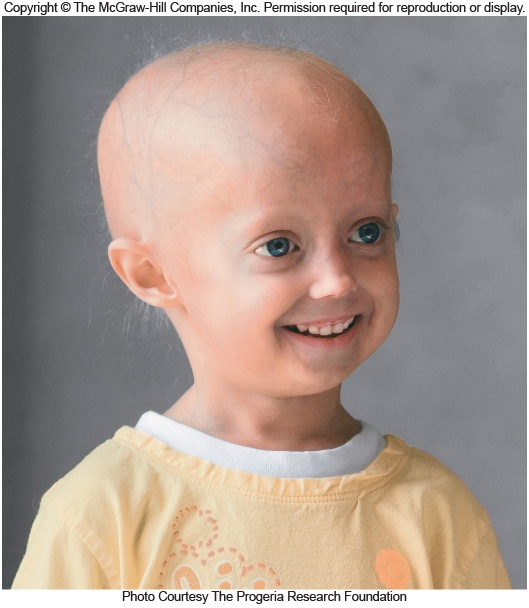 Copyright © The McGraw-Hill Companies, Inc. Permission required for reproduction or display.
Photo Courtesy The Progeria Research Foundation